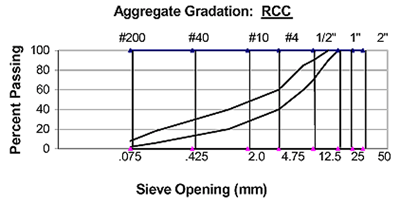 Aggregate Gradation: RCC
#200 #40 #10 #4 1/2" 1" 2"
Percent Passing
100
80
60
40
20
0
.075 .425 2.0 4.75 12.5 25 50
Sieve Opening (mm)